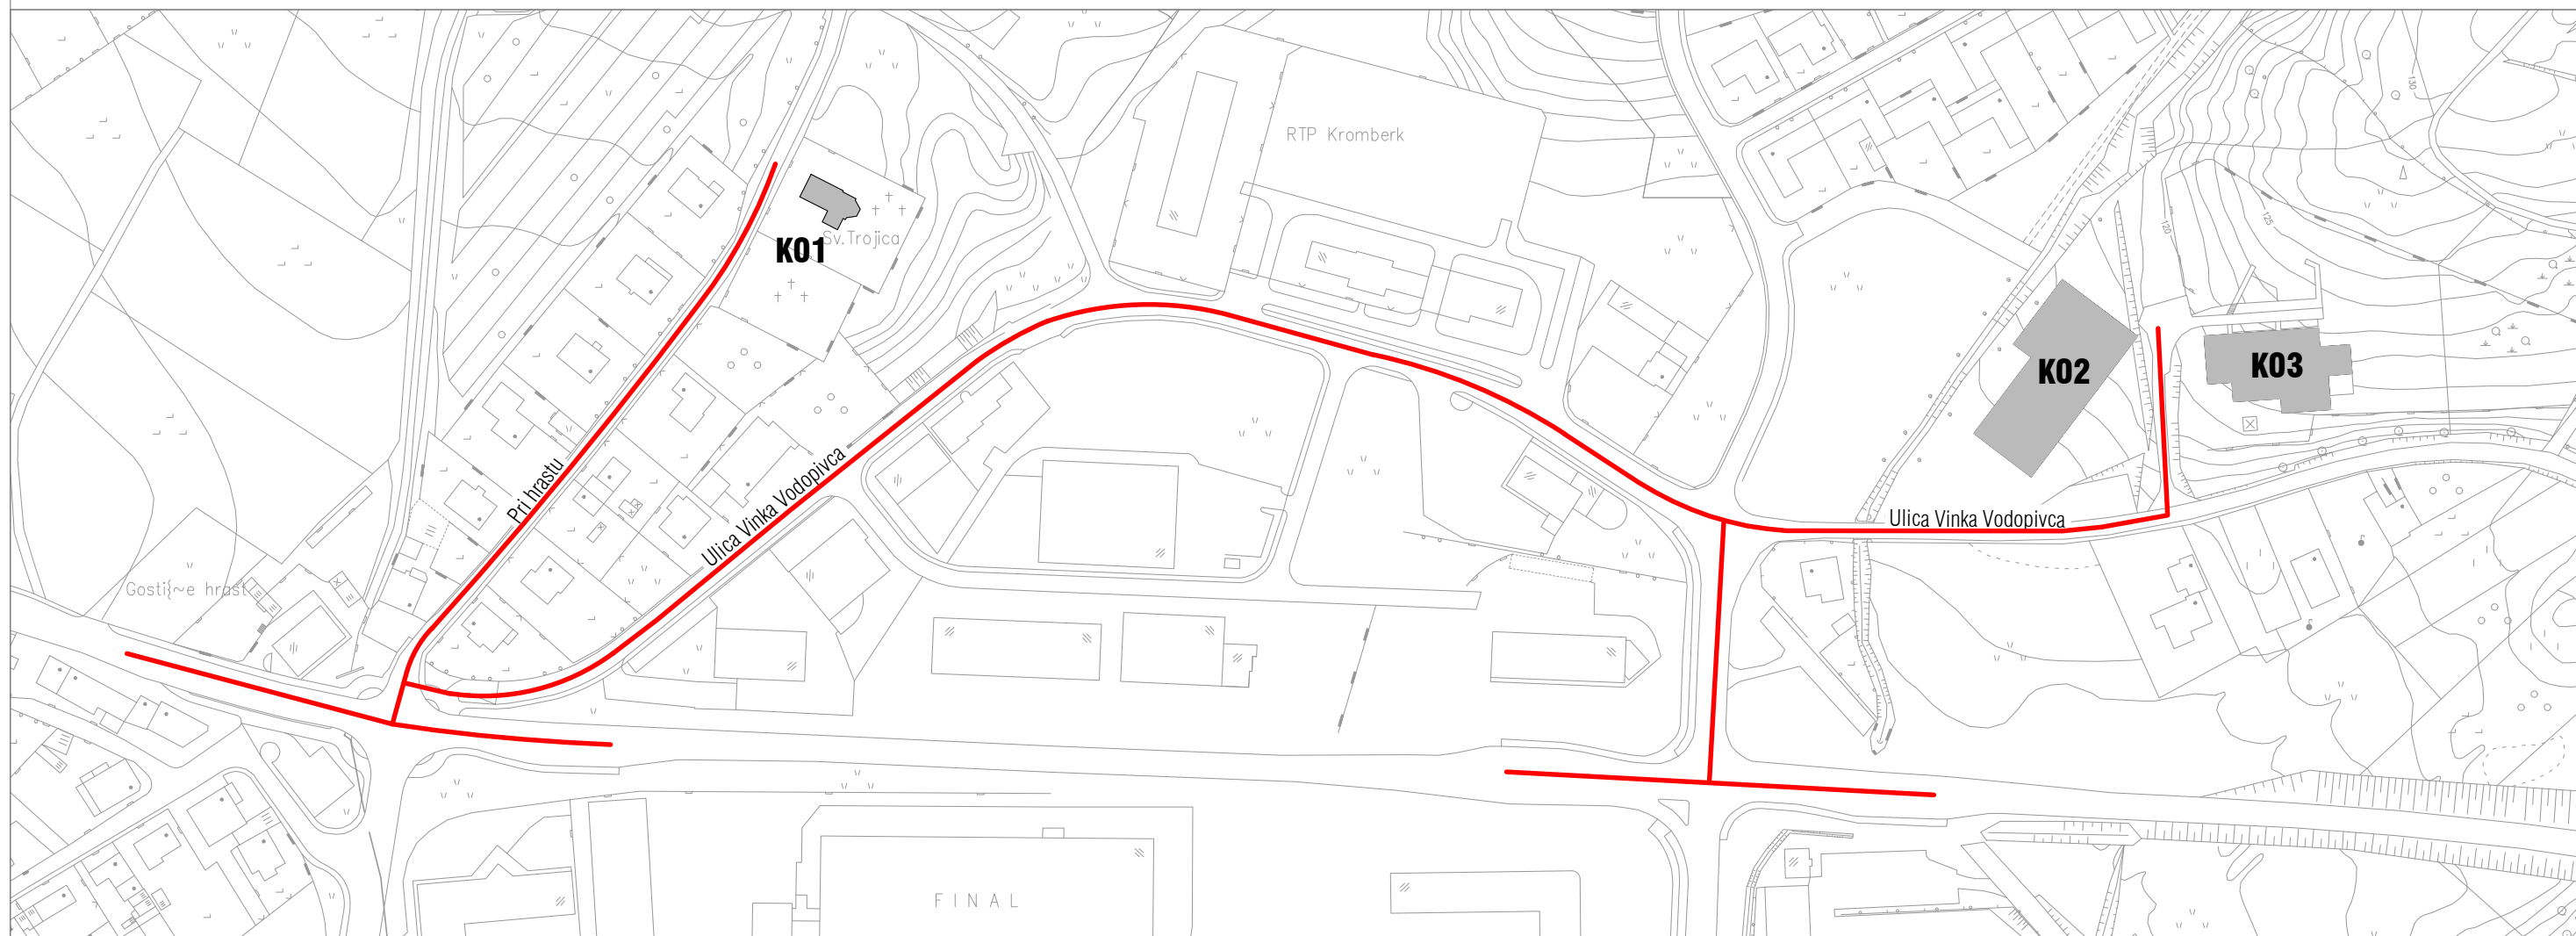 RTP Kromberk
130
Sv.Trojica
K01
120
125
K02
K03
Pri hrastu
Ulica Vinka Vodopivca
Ulica Vinka Vodopivca
Gosti{~e hrast
FINAL